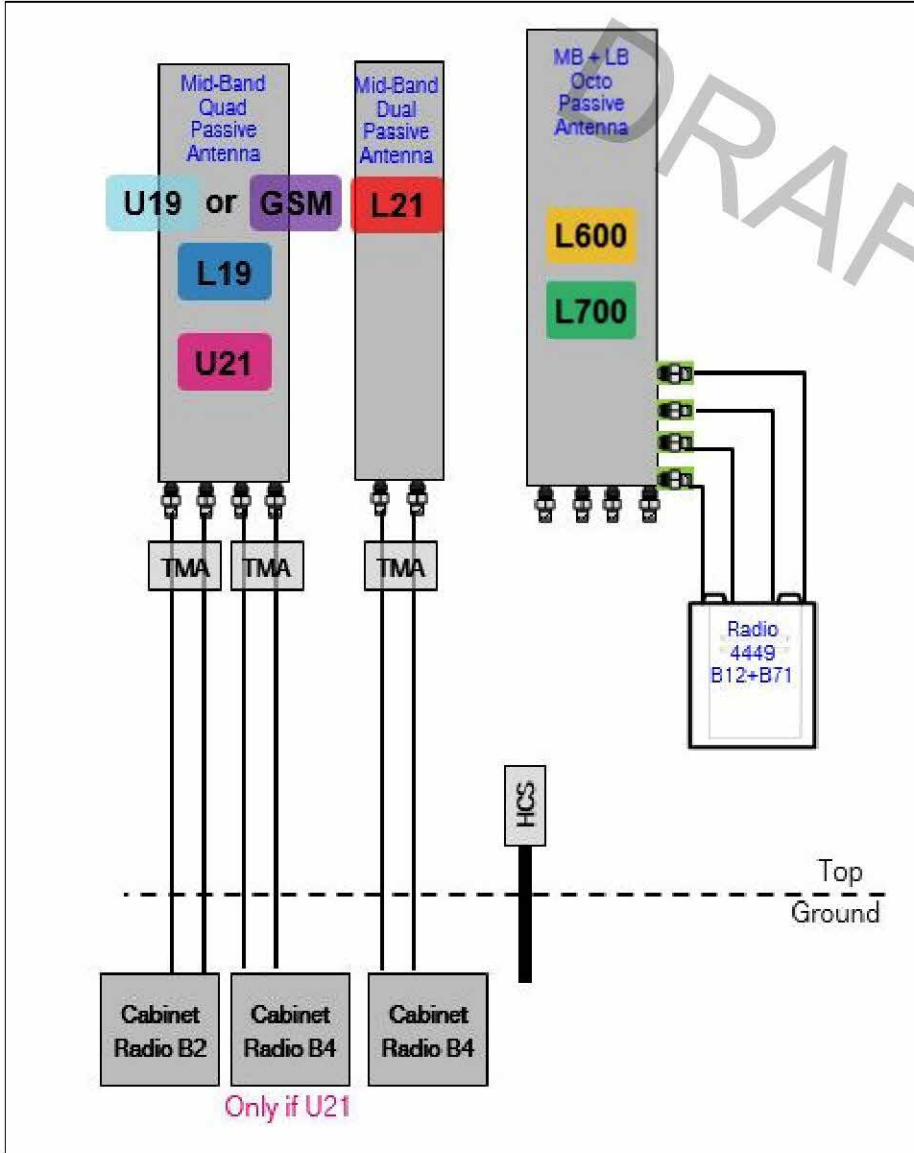 Mid-Band
Quad
Passive
Antenna
Mid-Band
Dual
Passive
Antenna
MB + LB
Octo
Passive
Antenna
DRAF
U19 or GSM
L21
L19
U21
L600
L700
TMA
TMA
TMA
Radio
4449
B12+B71
HCS
Top
Ground
Cabinet
Radio B2
Cabinet
Radio B4
Cabinet
Radio B4
Only if U21